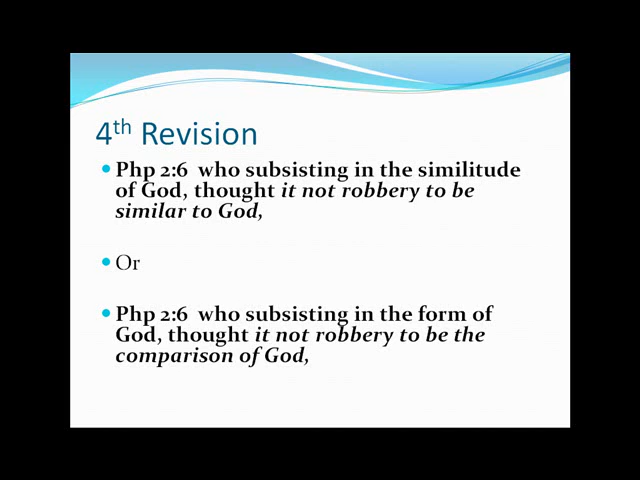 4th Revision
Php 2:6 who subsisting in the similitude
of God, thought it not robbery to be
similar to God,
Or
Php 2:6 who subsisting in the form of
God, thought it not robbery to be the
comparison of God,